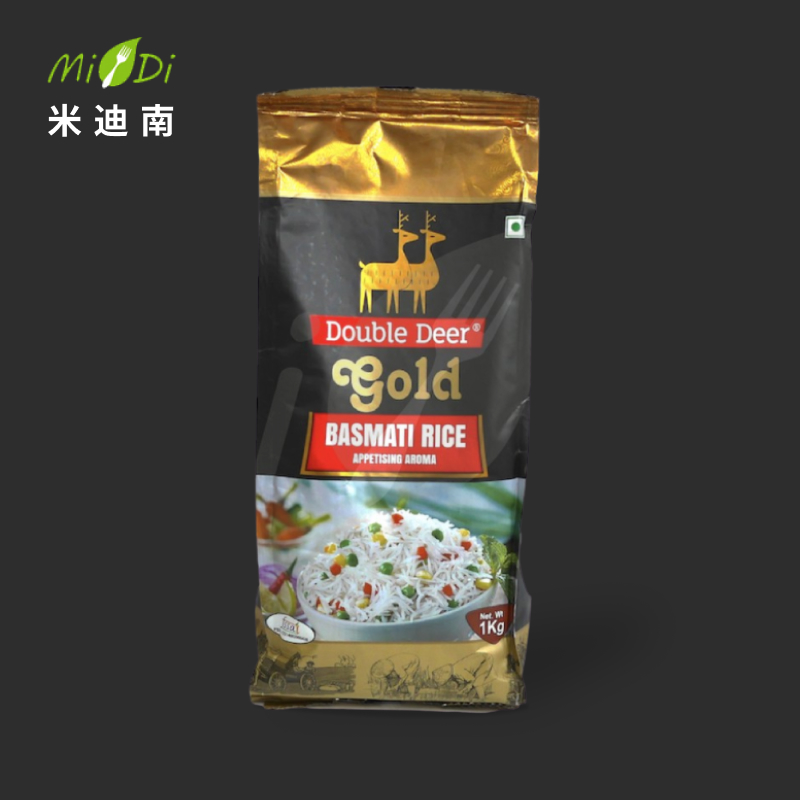 MiDi
米迪南
Double Deer®
Gold
BASMATI RICE
APPETISING AROMA
Net. Wt
1Kg